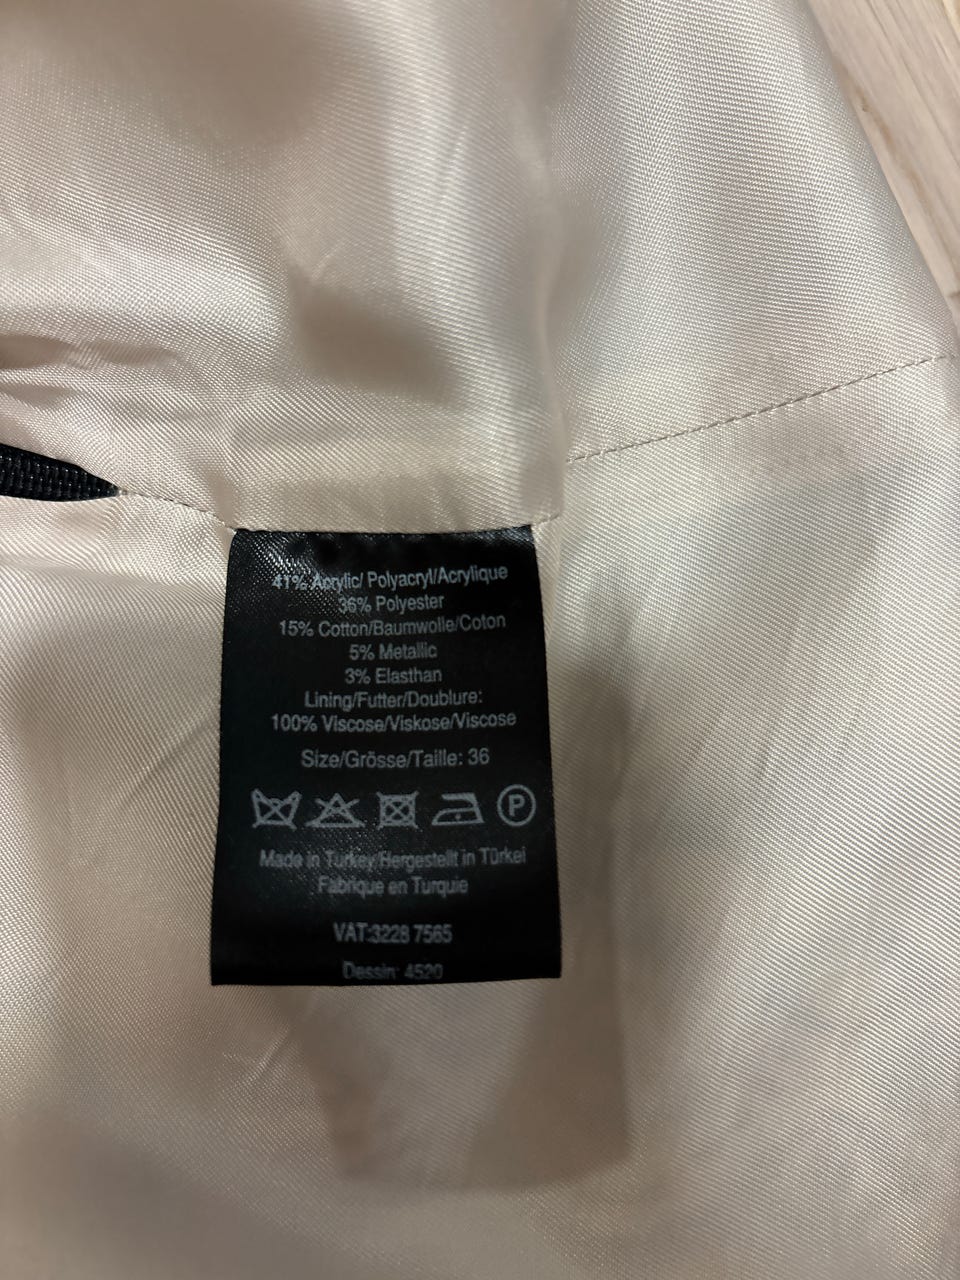 41% Acrylic/ Polyacryl/Acrylique
36% Polyester
15% Cotton/Baumwolle/Coton
5% Metallic
3% Elasthan
Lining/Futter/Doublure:
100% Viscose/Viskose/Viscose
Size/Grösse/Taille: 36
P
Made in Turkey/Hergestellt in Türkei
Fabrique en Turquie
VAT:3228 7565
Dessin: 4520